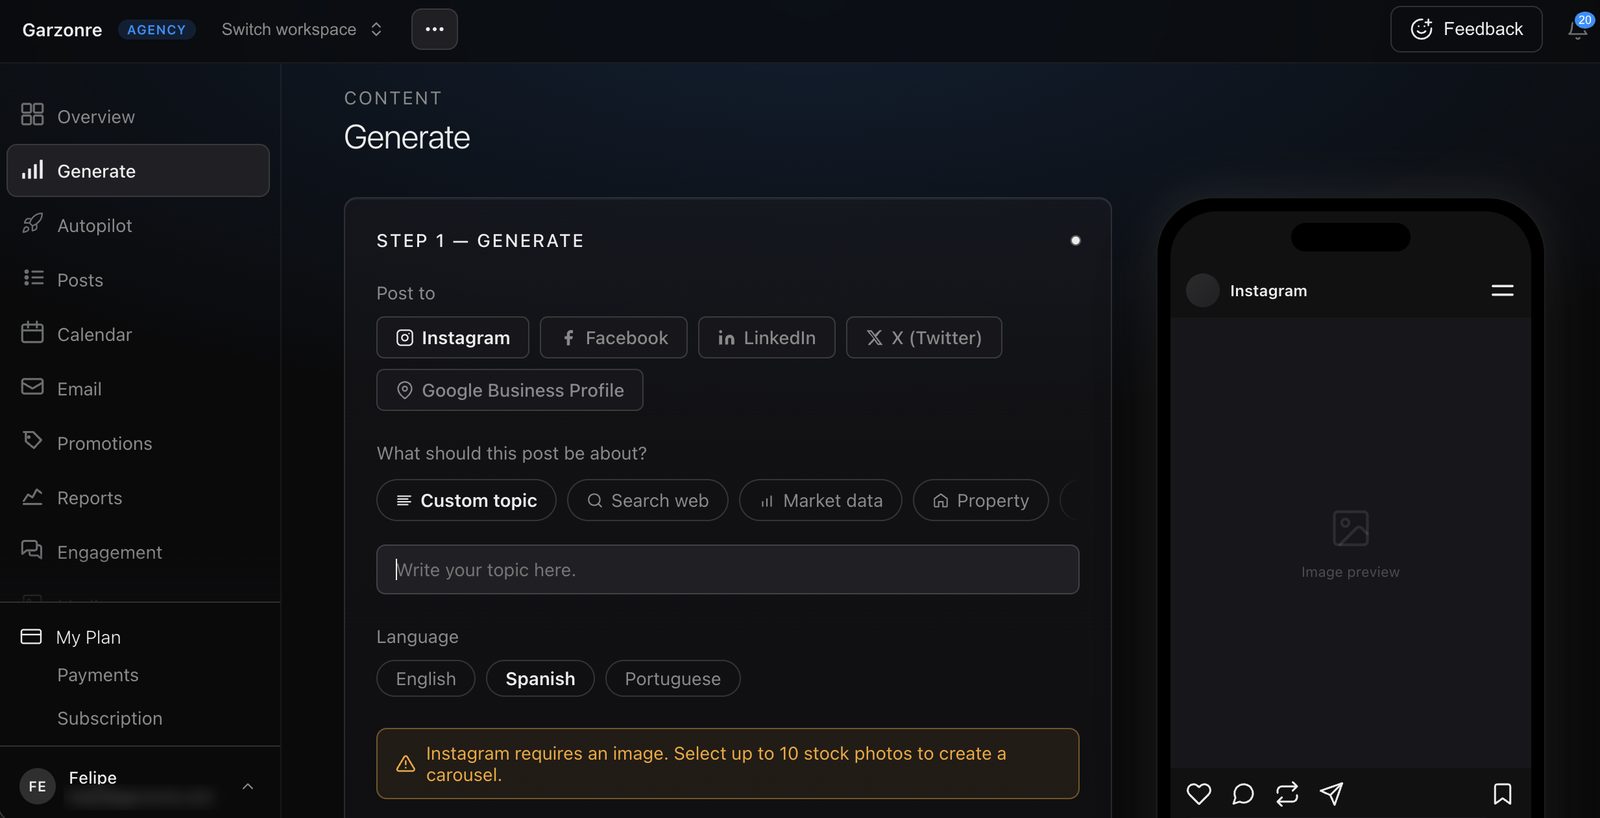 Garzonre AGENCY Switch workspace
Feedback
20
Overview
Generate
Autopilot
Posts
Calendar
Email
Promotions
Reports
Engagement
My Plan
Payments
Subscription
FE
Felipe
CONTENT
Generate
STEP 1 — GENERATE
Post to
Instagram Facebook LinkedIn X (Twitter)
Google Business Profile
What should this post be about?
Custom topic Search web Market data Property
Write your topic here.
Language
English Spanish Portuguese
Instagram requires an image. Select up to 10 stock photos to create a
carousel.
Instagram
Image preview